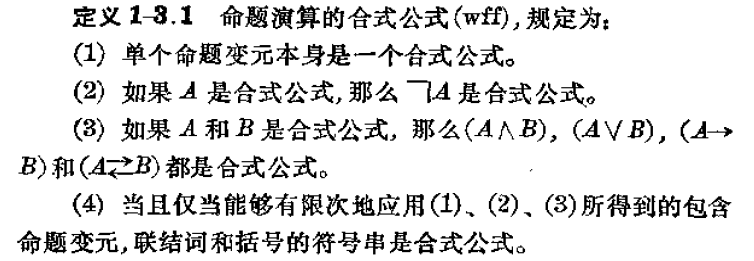 定义1-3.1 命题演算的合式公式(wff),规定为:
(1) 单个命题变元本身是一个合式公式。
(2) 如果 A 是合式公式,那么 ¬A 是合式公式。
(3) 如果 A 和 B 是合式公式, 那么(A∧B), (A∨B), (A→
B)和(A⇄B)都是合式公式。
(4) 当且仅当能够有限次地应用(1)、(2)、(3)所得到的包含
命题变元,联结词和括号的符号串是合式公式。